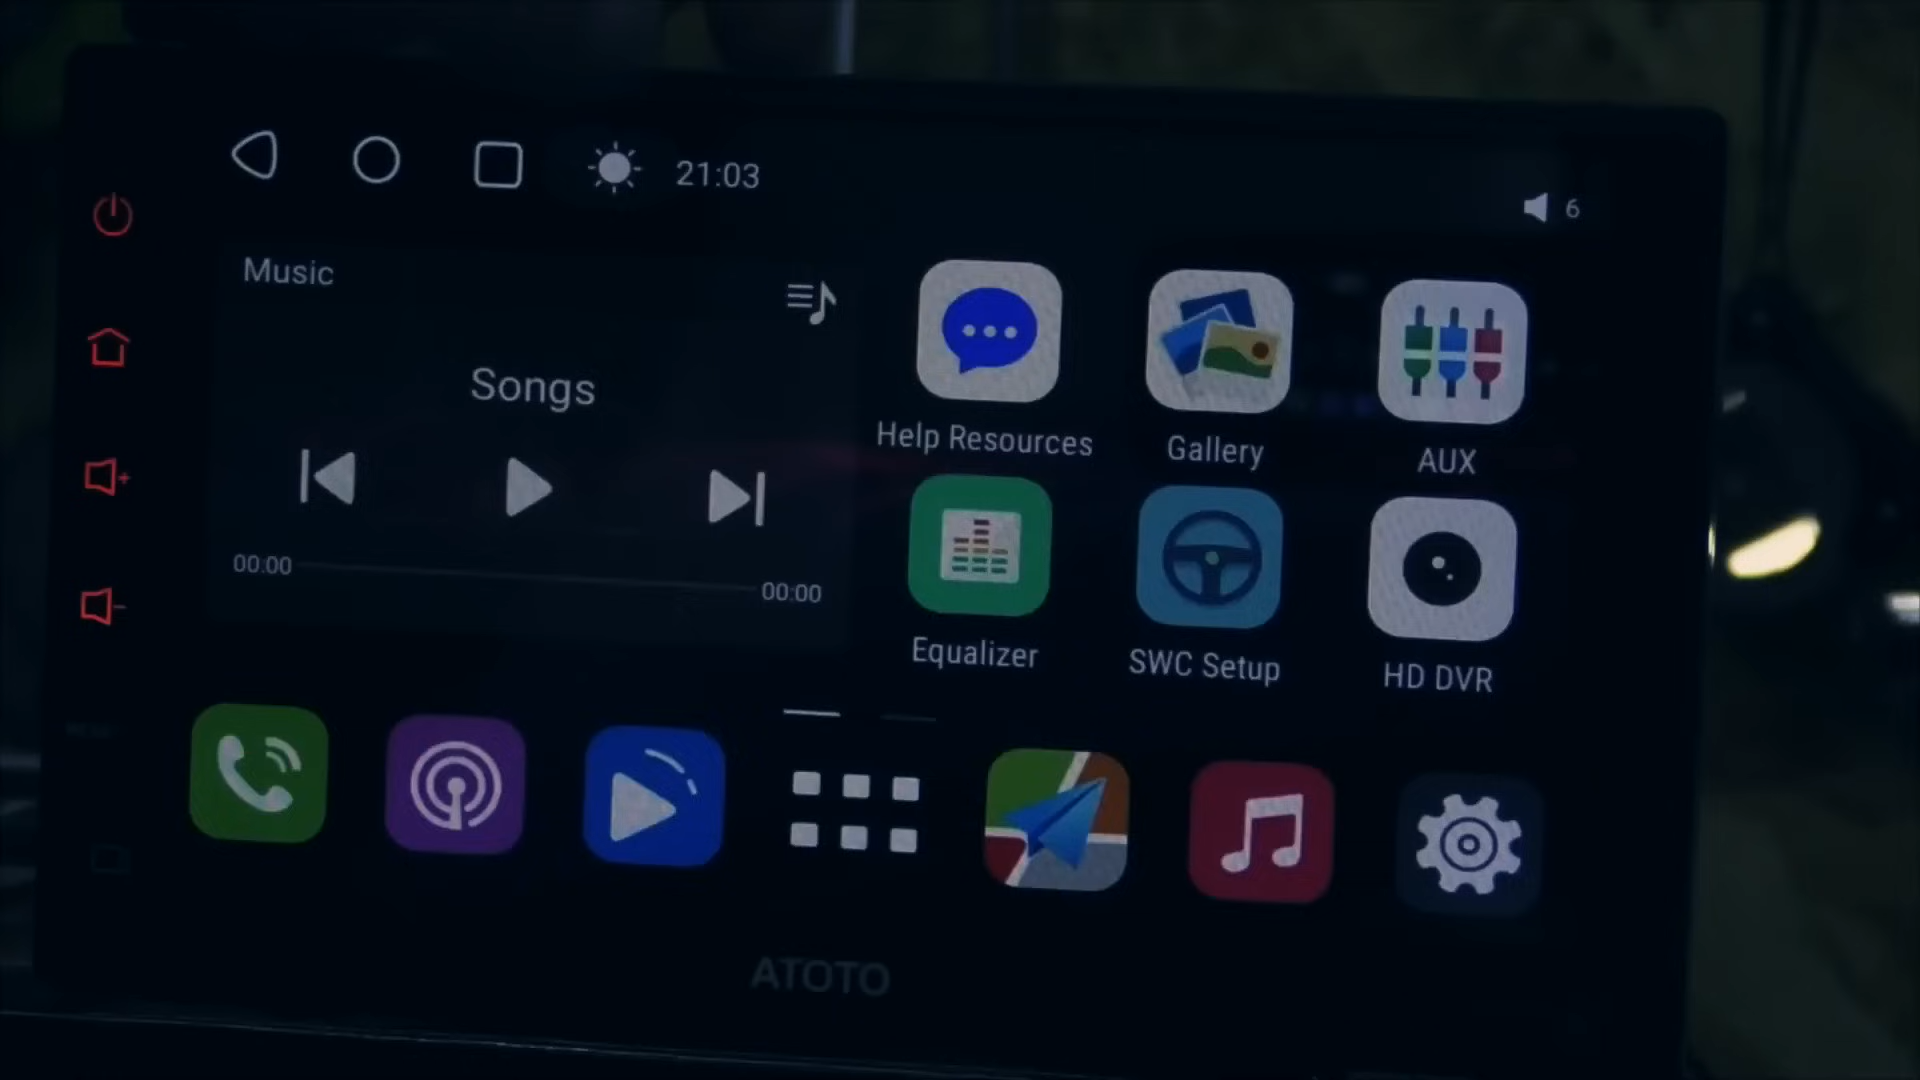 21:03
6
Music
Songs
00:00
00:00
Help Resources
Gallery
AUX
Equalizer
SWC Setup
HD DVR
ATOTO